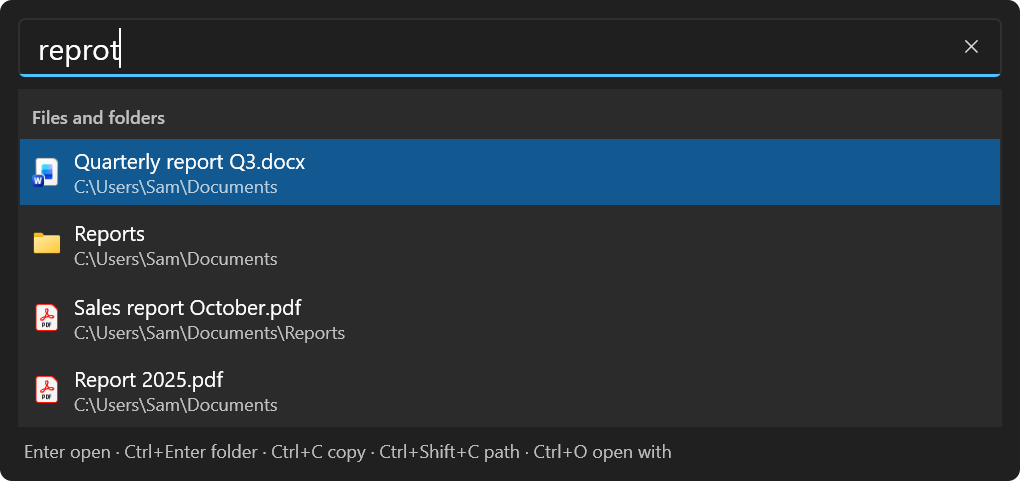 reprot
Files and folders
Quarterly report Q3.docx
C:\Users\Sam\Documents
Reports
C:\Users\Sam\Documents
Sales report October.pdf
C:\Users\Sam\Documents\Reports
Report 2025.pdf
C:\Users\Sam\Documents
Enter open · Ctrl+Enter folder · Ctrl+C copy · Ctrl+Shift+C path · Ctrl+O open with